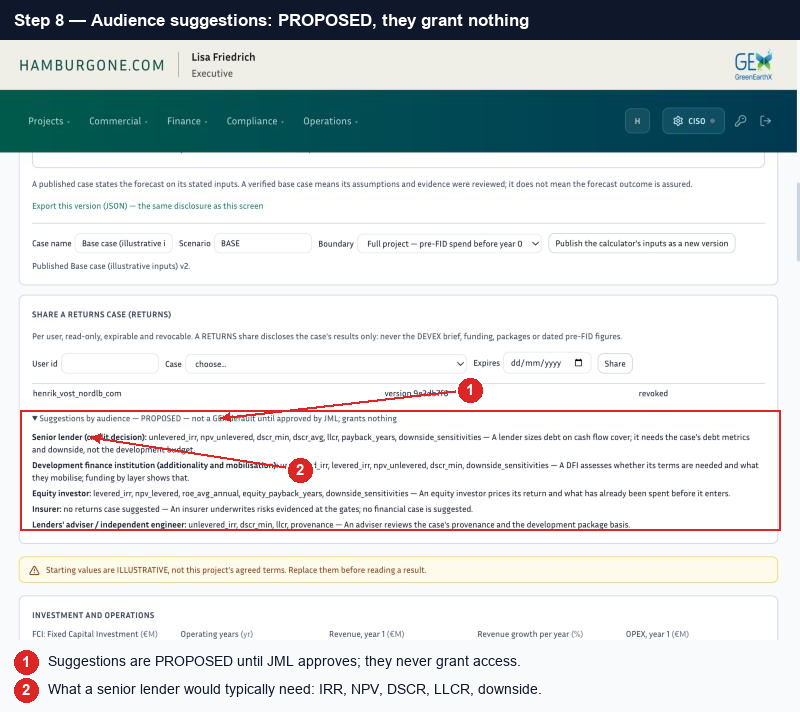 Step 8 — Audience suggestions: PROPOSED, they grant nothing
HAMBURGONE.COM
Lisa Friedrich
Executive
GEX
GreenEarthX
Projects
Commercial
Finance
Compliance
Operations
H
CISO
A published case states the forecast on its stated inputs. A verified base case means its assumptions and evidence were reviewed; it does not mean the forecast outcome is assured.
Export this version (JSON) — the same disclosure as this screen
Case name Base case (illustrative i Scenario BASE Boundary Full project — pre-FID spend before year 0 Publish the calculator's inputs as a new version
Published Base case (illustrative inputs) v2.
SHARE A RETURNS CASE (RETURNS)
Per user, read-only, expirable and revocable. A RETURNS share discloses the case's results only: never the DEVEX brief, funding, packages or dated pre-FID figures.
User id Case choose... Expires dd/mm/yyyy Share
henrik_vost_nordlb_com version revoked
1
▼ Suggestions by audience — PROPOSED — not a GEX default until approved by JML; grants nothing
Senior lender (credit decision): unlevered_irr, npv_unlevered, dscr_min, dscr_avg, llcr, payback_years, downside_sensitivities — A lender sizes debt on cash flow cover; it needs the case's debt metrics
and downside, not the development budget.
2
Development finance institution (additionality and mobilisation): levered_irr, npv_unlevered, dscr_min, downside_sensitivities — A DFI assesses whether its terms are needed and what
they mobilise; funding by layer shows that.
Equity investor: levered_irr, npv_levered, roe_avg_annual, equity_payback_years, downside_sensitivities — An equity investor prices its return and what has already been spent before it enters.
Insurer: no returns case suggested — An insurer underwrites risks evidenced at the gates; no financial case is suggested.
Lenders' adviser / independent engineer: unlevered_irr, dscr_min, llcr, provenance — An adviser reviews the case's provenance and the development package basis.
Starting values are ILLUSTRATIVE, not this project's agreed terms. Replace them before reading a result.
INVESTMENT AND OPERATIONS
FCI: Fixed Capital Investment (€M) Operating years (yr) Revenue, year 1 (€M) Revenue growth per year (%) OPEX, year 1 (€M)
1 Suggestions are PROPOSED until JML approves; they never grant access.
2 What a senior lender would typically need: IRR, NPV, DSCR, LLCR, downside.